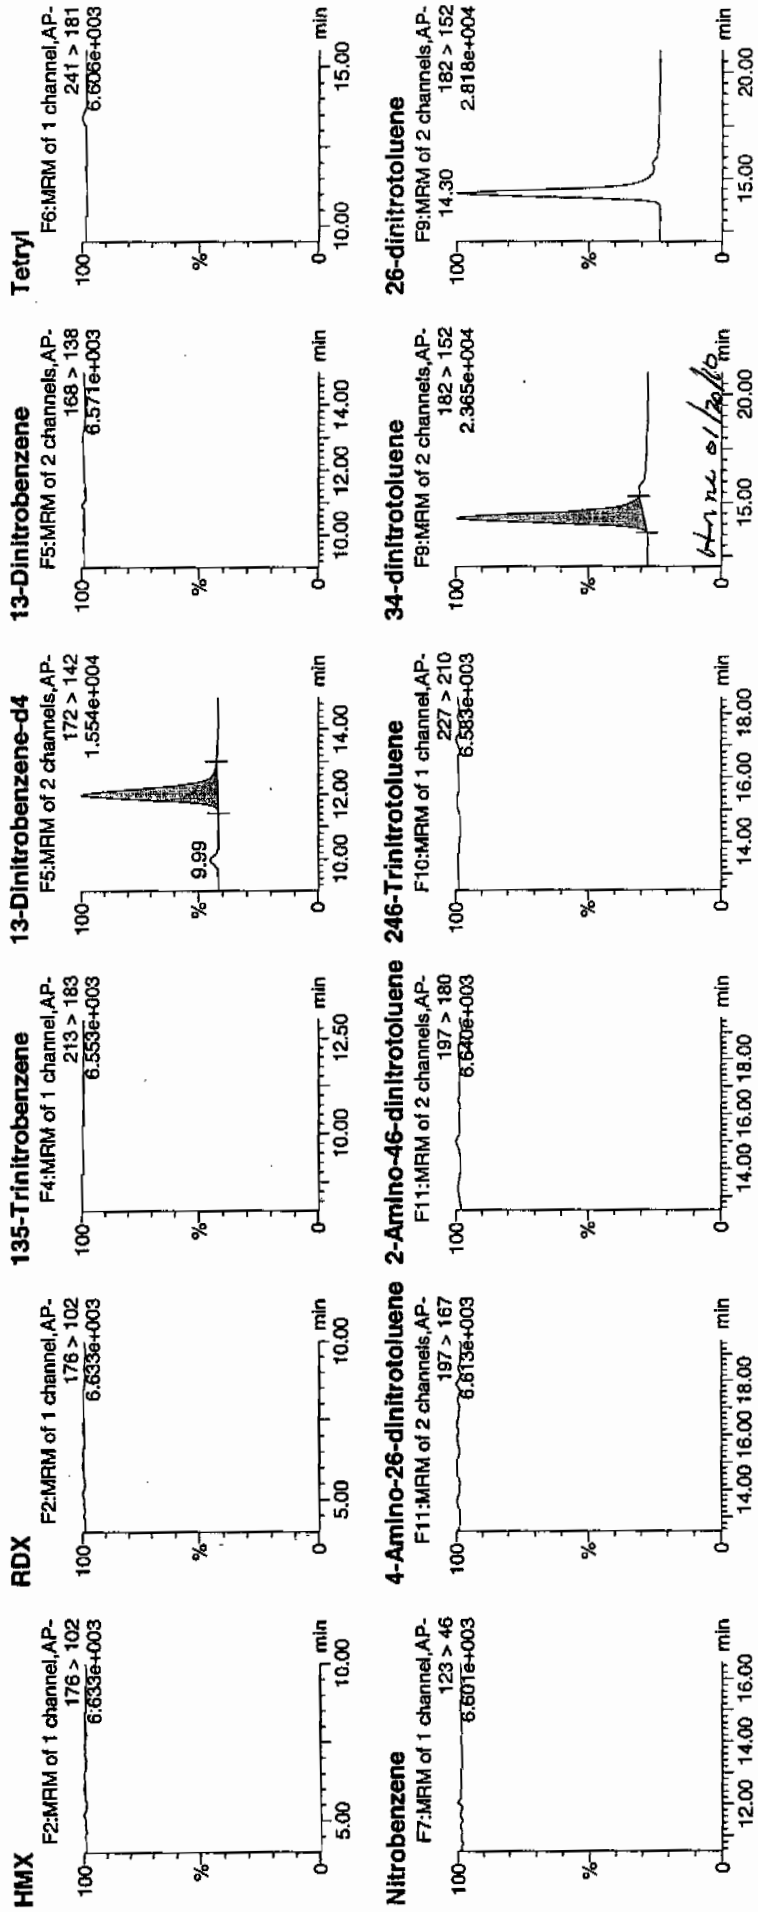 HMX
F2:MRM of 1 channel,AP-
176 > 102
6.633e+003
100
%
0
5.00
10.00
min
RDX
F2:MRM of 1 channel,AP-
176 > 102
6.633e+003
100
%
0
5.00
10.00
min
135-Trinitrobenzene
F4:MRM of 1 channel,AP-
213 > 183
6.553e+003
100
%
0
10.00
12.50
min
13-Dinitrobenzene-d4
F5:MRM of 2 channels,AP-
172 > 142
1.554e+004
100
9.99
%
0
10.00
12.00
14.00
min
13-Dinitrobenzene
F5:MRM of 2 channels,AP-
168 > 138
6.571e+003
100
%
0
10.00
12.00
14.00
min
Tetryl
F6:MRM of 1 channel,AP-
241 > 181
6.606e+003
100
%
0
10.00
15.00
min
Nitrobenzene
F7:MRM of 1 channel,AP-
123 > 46
6.601e+003
100
%
0
12.00
14.00
16.00
min
4-Amino-26-dinitrotoluene
F11:MRM of 2 channels,AP-
197 > 167
6.613e+003
100
%
0
14.00
16.00
18.00
min
2-Amino-46-dinitrotoluene
F11:MRM of 2 channels,AP-
197 > 180
6.640e+003
100
%
0
14.00
16.00
18.00
min
246-Trinitrotoluene
F10:MRM of 1 channel,AP-
227 > 210
6.583e+003
100
%
0
14.00
16.00
18.00
min
34-dinitrotoluene
F9:MRM of 2 channels,AP-
182 > 152
2.365e+004
100
%
0
15.00
20.00
min
01/20/10
26-dinitrotoluene
F9:MRM of 2 channels,AP-
182 > 152
2.818e+004
100
14.30
%
0
15.00
20.00
min